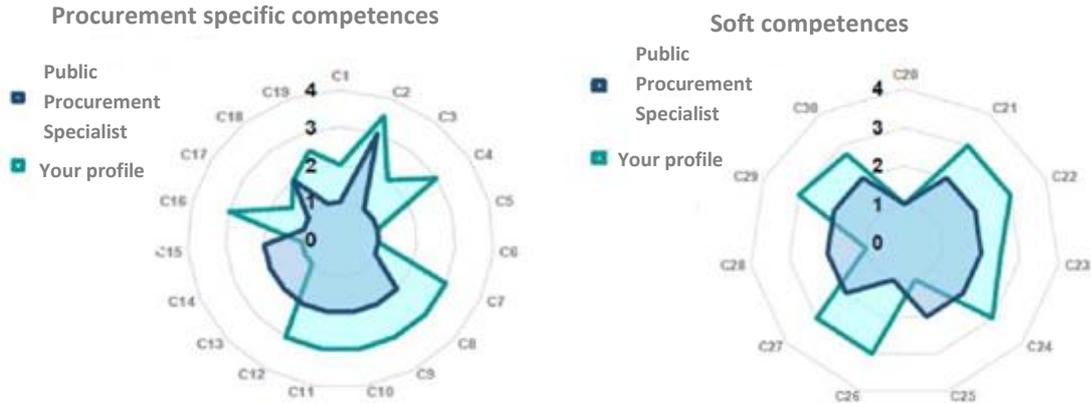 Procurement specific competences
Public
Procurement
Specialist
Your profile
C1
C2
C3
C4
C5
C6
C7
C8
C9
C10
C11
C12
C13
C14
C15
C16
C17
C18
C19
4
3
2
1
0
Soft competences
Public
Procurement
Specialist
Your profile
C20
C21
C22
C23
C24
C25
C26
C27
C28
C29
C30
4
3
2
1
0